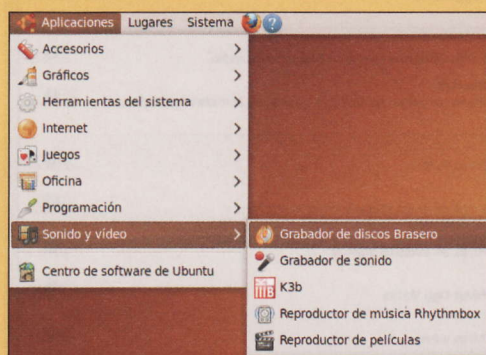 Aplicaciones Lugares Sistema
Accesorios
Gráficos
Herramientas del sistema
Internet
Juegos
Oficina
Programación
Sonido y vídeo
Centro de software de Ubuntu
Grabador de discos Brasero
Grabador de sonido
K3b
Reproductor de música Rhythmbox
Reproductor de películas